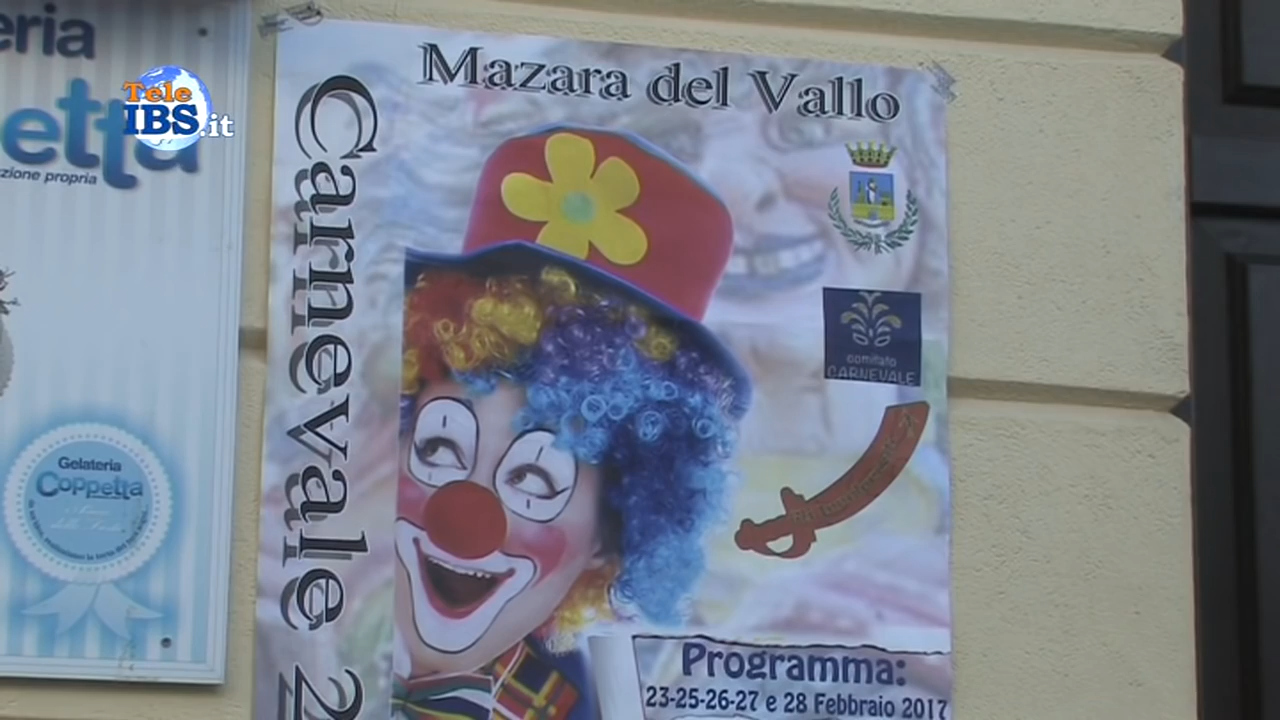 eria
etta
zione propria
Tele
IBS.it
Gelateria
Coppetta
Mazara del Vallo
Carnevale 2
comitato
CARNEVALE
Programma:
23-25-26-27 e 28 Febbraio 2017